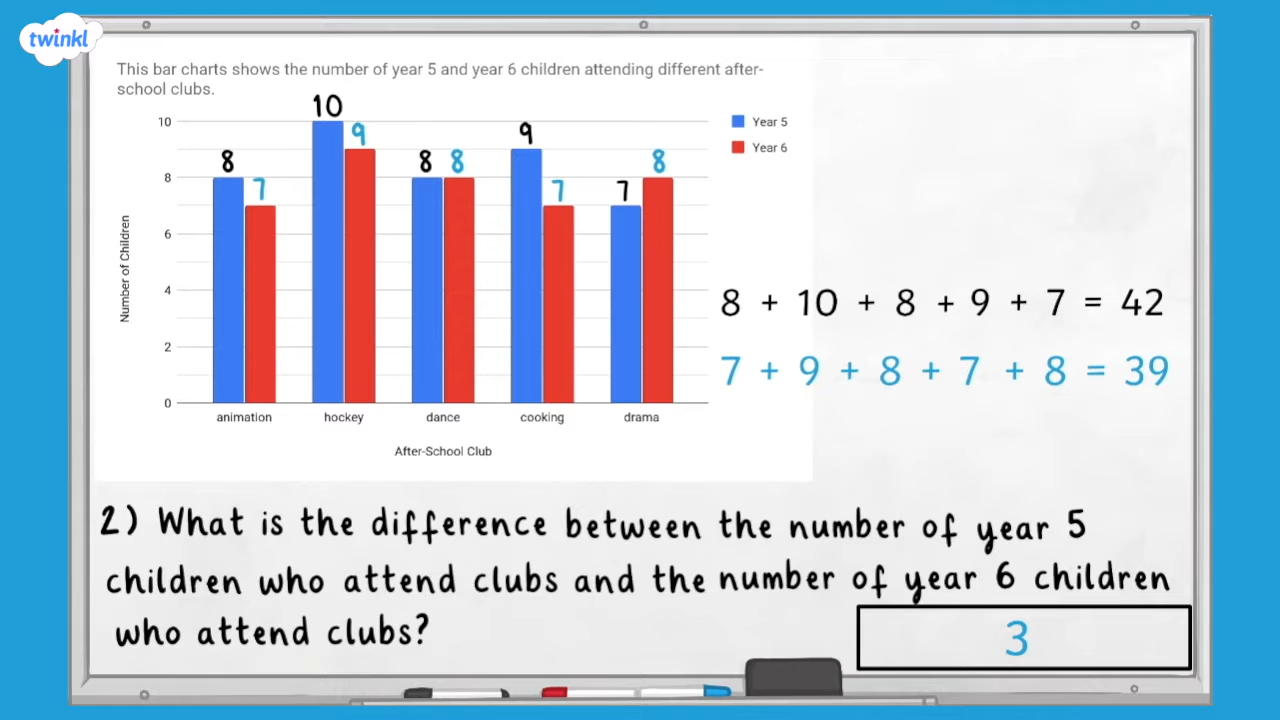 twinkl
This bar charts shows the number of year 5 and year 6 children attending different after-
school clubs.
Year 5
Year 6
Number of Children
10
8
6
4
2
0
8
7
10
9
8
8
9
7
7
8
animation
hockey
dance
cooking
drama
After-School Club
8 + 10 + 8 + 9 + 7 = 42
7 + 9 + 8 + 7 + 8 = 39
2) What is the difference between the number of year 5
children who attend clubs and the number of year 6 children
who attend clubs?
3